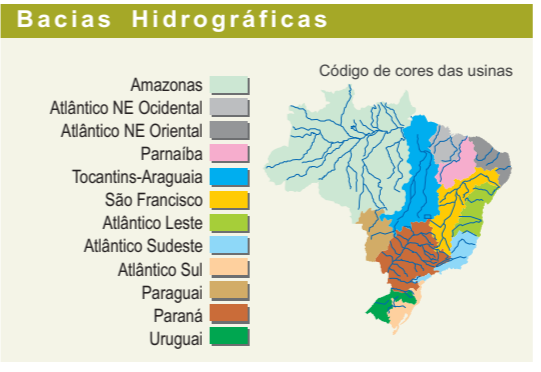 Bacias Hidrográficas
Código de cores das usinas
Amazonas
Atlântico NE Ocidental
Atlântico NE Oriental
Parnaíba
Tocantins-Araguaia
São Francisco
Atlântico Leste
Atlântico Sudeste
Atlântico Sul
Paraguai
Paraná
Uruguai